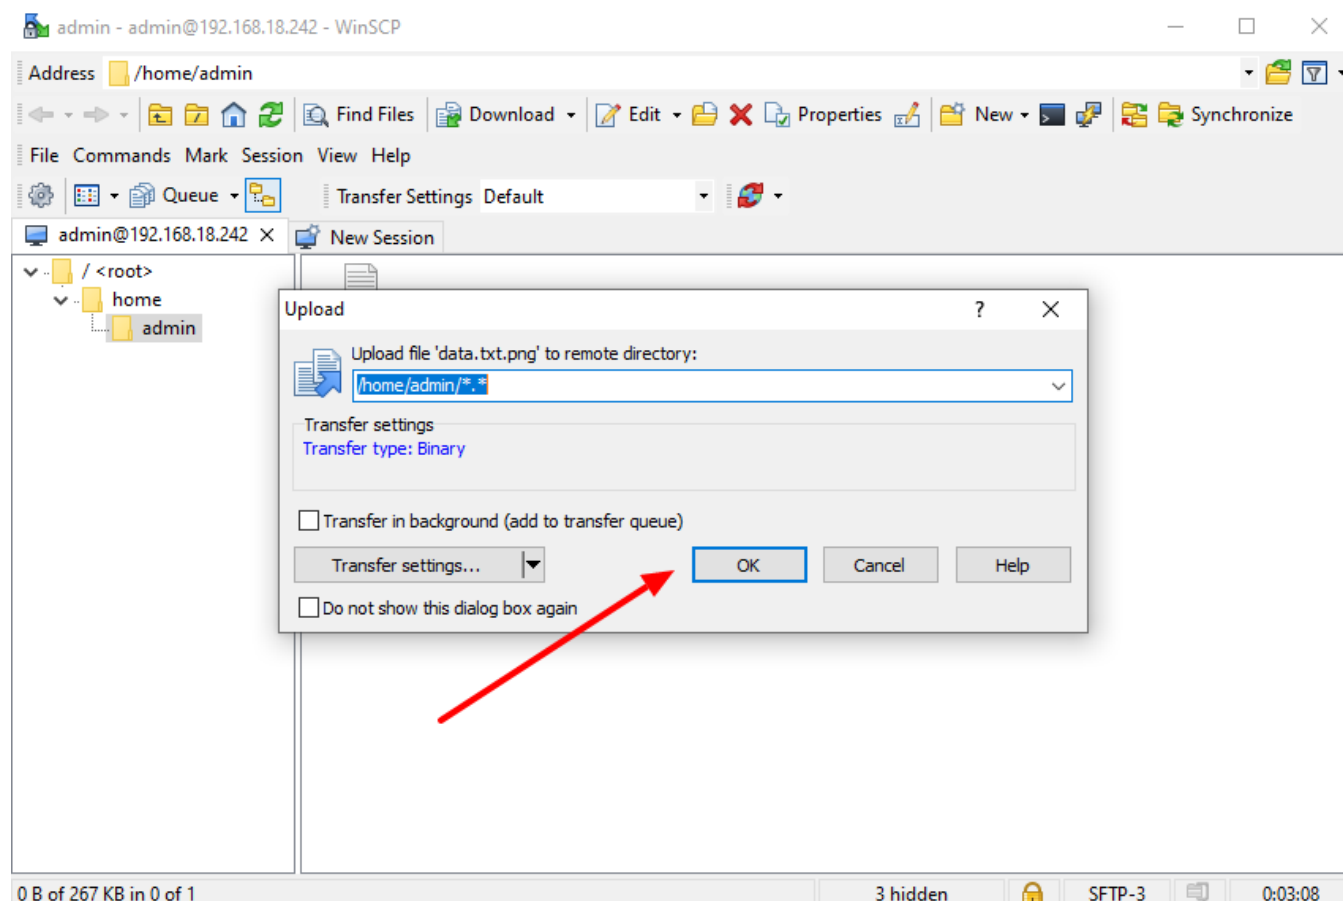 admin - admin@192.168.18.242 - WinSCP
Address /home/admin
Find Files Download Edit Properties New Synchronize
File Commands Mark Session View Help
Queue Transfer Settings Default
admin@192.168.18.242 New Session
/ <root>
home
admin
Upload ?
Upload file 'data.txt.png' to remote directory:
/home/admin/*.*
Transfer settings
Transfer type: Binary
Transfer in background (add to transfer queue)
Transfer settings... OK Cancel Help
Do not show this dialog box again
0 B of 267 KB in 0 of 1 3 hidden SFTP-3 0:03:08